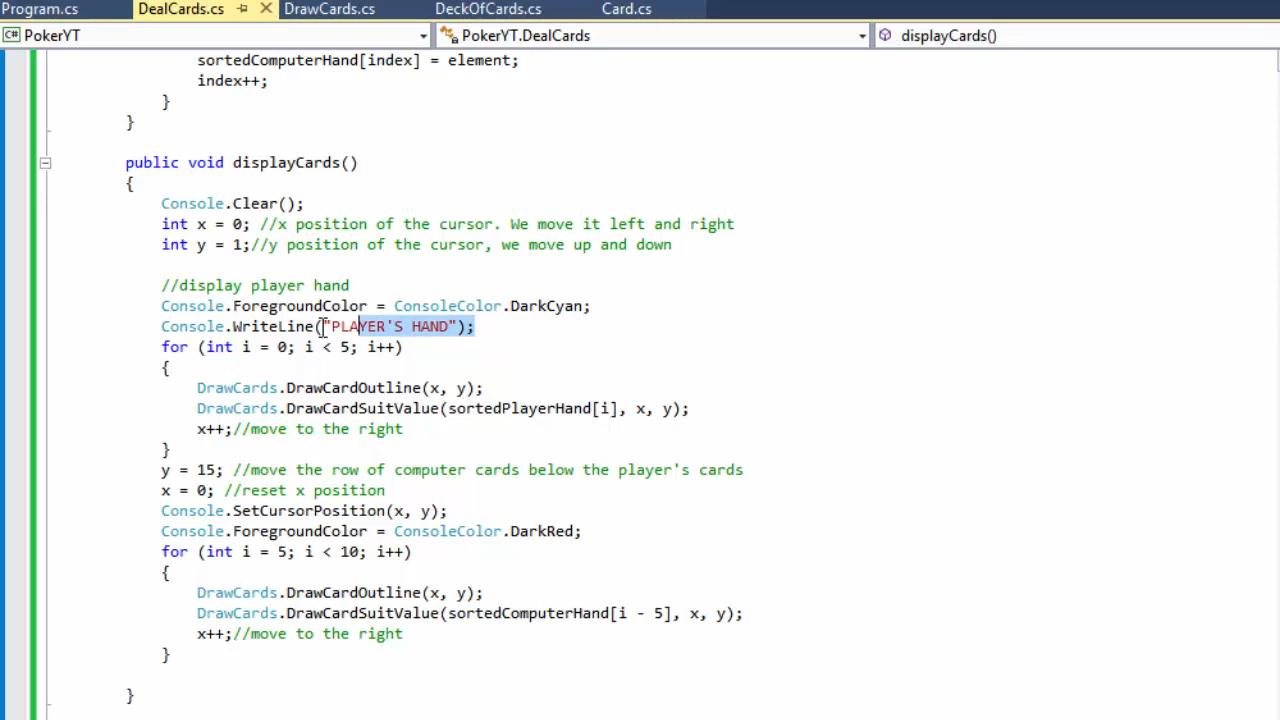 Program.cs DealCards.cs DrawCards.cs DeckOfCards.cs Card.cs
C# PokerYT PokerYT.DealCards displayCards()
sortedComputerHand[index] = element;
index++;
}
}
public void displayCards()
{
Console.Clear();
int x = 0; //x position of the cursor. We move it left and right
int y = 1;//y position of the cursor, we move up and down
//display player hand
Console.ForegroundColor = ConsoleColor.DarkCyan;
Console.WriteLine("PLAYER'S HAND");
for (int i = 0; i < 5; i++)
{
DrawCards.DrawCardOutline(x, y);
DrawCards.DrawCardSuitValue(sortedPlayerHand[i], x, y);
x++;//move to the right
}
y = 15; //move the row of computer cards below the player's cards
x = 0; //reset x position
Console.SetCursorPosition(x, y);
Console.ForegroundColor = ConsoleColor.DarkRed;
for (int i = 5; i < 10; i++)
{
DrawCards.DrawCardOutline(x, y);
DrawCards.DrawCardSuitValue(sortedComputerHand[i - 5], x, y);
x++;//move to the right
}
}